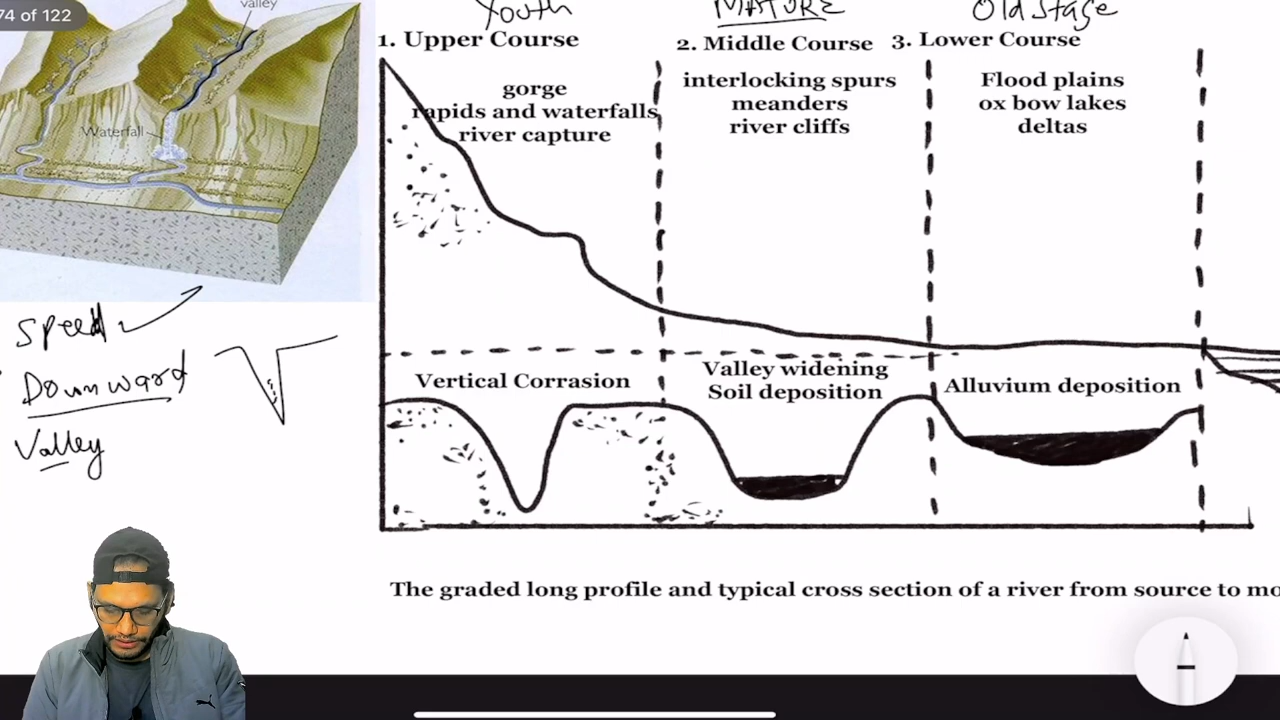 74 of 122
valley
Waterfall
Youth
MATURE
Old Stage
1. Upper Course
2. Middle Course
3. Lower Course
gorge
rapids and waterfalls
river capture
interlocking spurs
meanders
river cliffs
Flood plains
ox bow lakes
deltas
Speed
Downward
Valley
Vertical Corrasion
Valley widening
Soil deposition
Alluvium deposition
The graded long profile and typical cross section of a river from source to mo